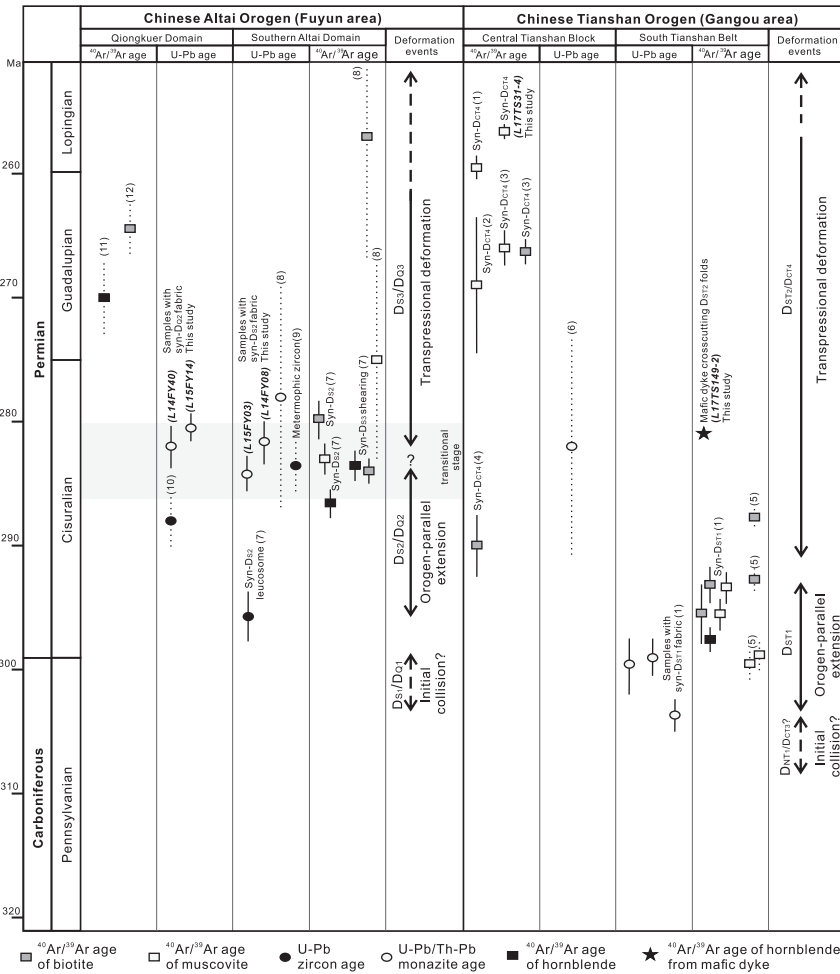 Chinese Altai Orogen (Fuyun area)
Chinese Tianshan Orogen (Gangou area)
Qiongkuer Domain
Southern Altai Domain
Deformation
events
Central Tianshan Block
South Tianshan Belt
Deformation
events
40Ar/39Ar age
U-Pb age
U-Pb age
40Ar/39Ar age
40Ar/39Ar age
U-Pb age
U-Pb age
40Ar/39Ar age
Ma
260
270
280
290
300
310
320
Permian
Carboniferous
Lopingian
Guadalupian
Cisuralian
Pennsylvanian
(11)
(12)
Samples with
syn-DQ2 fabric
(L14FY40)
(L15FY14) This study
(10)
Samples with
syn-DS2 fabric
(L15FY03)
(L14FY08) This study
(8)
Metermophic zircon(9)
Syn-DS2
leucosome (7)
(8)
(8)
Syn-DS2 (7)
Syn-DS2 (7)
Syn-DS3 shearing (7)
DS3/DQ3
Transpressional deformation
?
transitional
stage
DS2/DQ2
Orogen-parallel
extension
DS1/DQ1
Initial
collision?
Syn-DCT4 (1)
Syn-DCT4
(L17TS31-4)
This study
Syn-DCT4 (2)
Syn-DCT4 (3)
Syn-DCT4 (3)
Syn-DCT4 (4)
(6)
Samples with
syn-DST1 fabric (1)
Mafic dyke crosscutting DST2 folds
(L17TS149-2)
This study
Syn-DST1 (1)
(5)
(5)
(5)
DST2/DCT4
Transpressional deformation
DST1
Orogen-parallel
extension
DNT1/DCT3?
Initial
collision?
40Ar/39Ar age
of biotite
40Ar/39Ar age
of muscovite
U-Pb
zircon age
U-Pb/Th-Pb
monazite age
40Ar/39Ar age
of hornblende
40Ar/39Ar age of hornblende
from mafic dyke